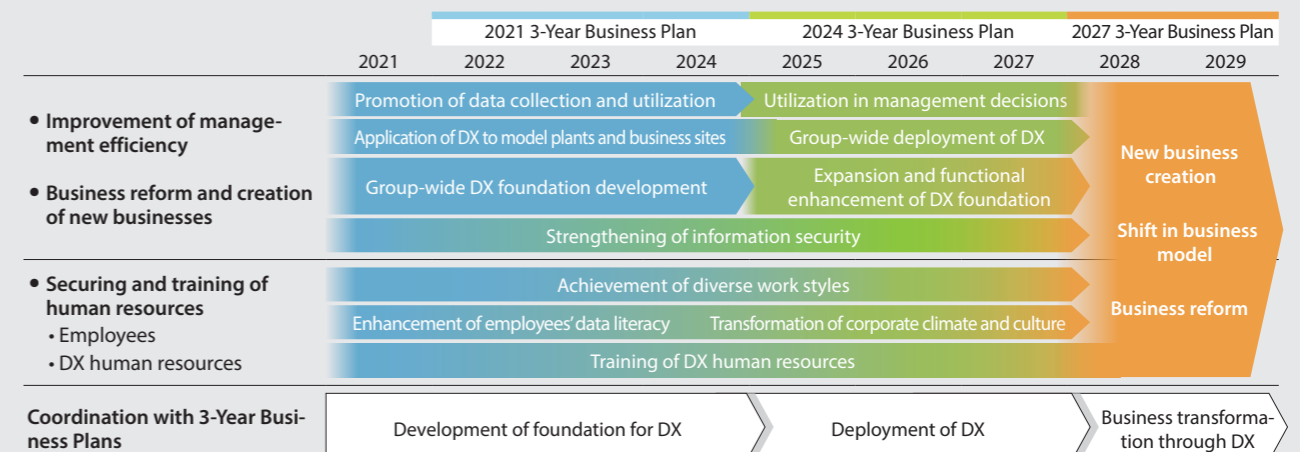 2021 3-Year Business Plan
2024 3-Year Business Plan
2027 3-Year Business Plan
2021
2022
2023
2024
2025
2026
2027
2028
2029
• Improvement of manage-
ment efficiency
• Business reform and creation
of new businesses
Promotion of data collection and utilization
Utilization in management decisions
Application of DX to model plants and business sites
Group-wide deployment of DX
Group-wide DX foundation development
Expansion and functional
enhancement of DX foundation
Strengthening of information security
New business
creation
Shift in business
model
Business reform
• Securing and training of
human resources
• Employees
• DX human resources
Achievement of diverse work styles
Enhancement of employees’ data literacy
Transformation of corporate climate and culture
Training of DX human resources
Coordination with 3-Year Busi-
ness Plans
Development of foundation for DX
Deployment of DX
Business transforma-
tion through DX